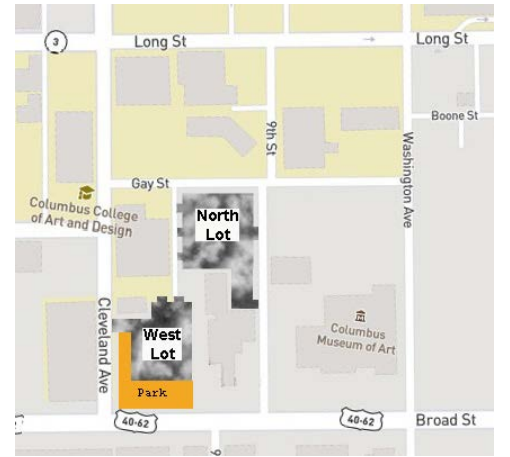 3
Long St
Long St
9th St
Boone St
Washington Ave
Gay St
Columbus College
of Art and Design
North
Lot
Cleveland Ave
West
Lot
Columbus
Museum of Art
Park
40-62
40-62
Broad St
9